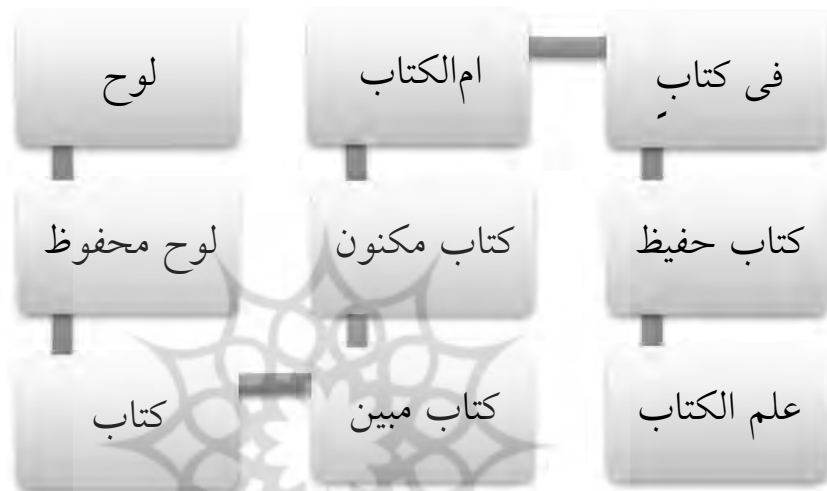 لوح
لوح محفوظ
کتاب
کتاب مبین
کتاب مکنون
ام‌الکتاب
فی کتابٍ
کتاب حفیظ
علم الکتاب